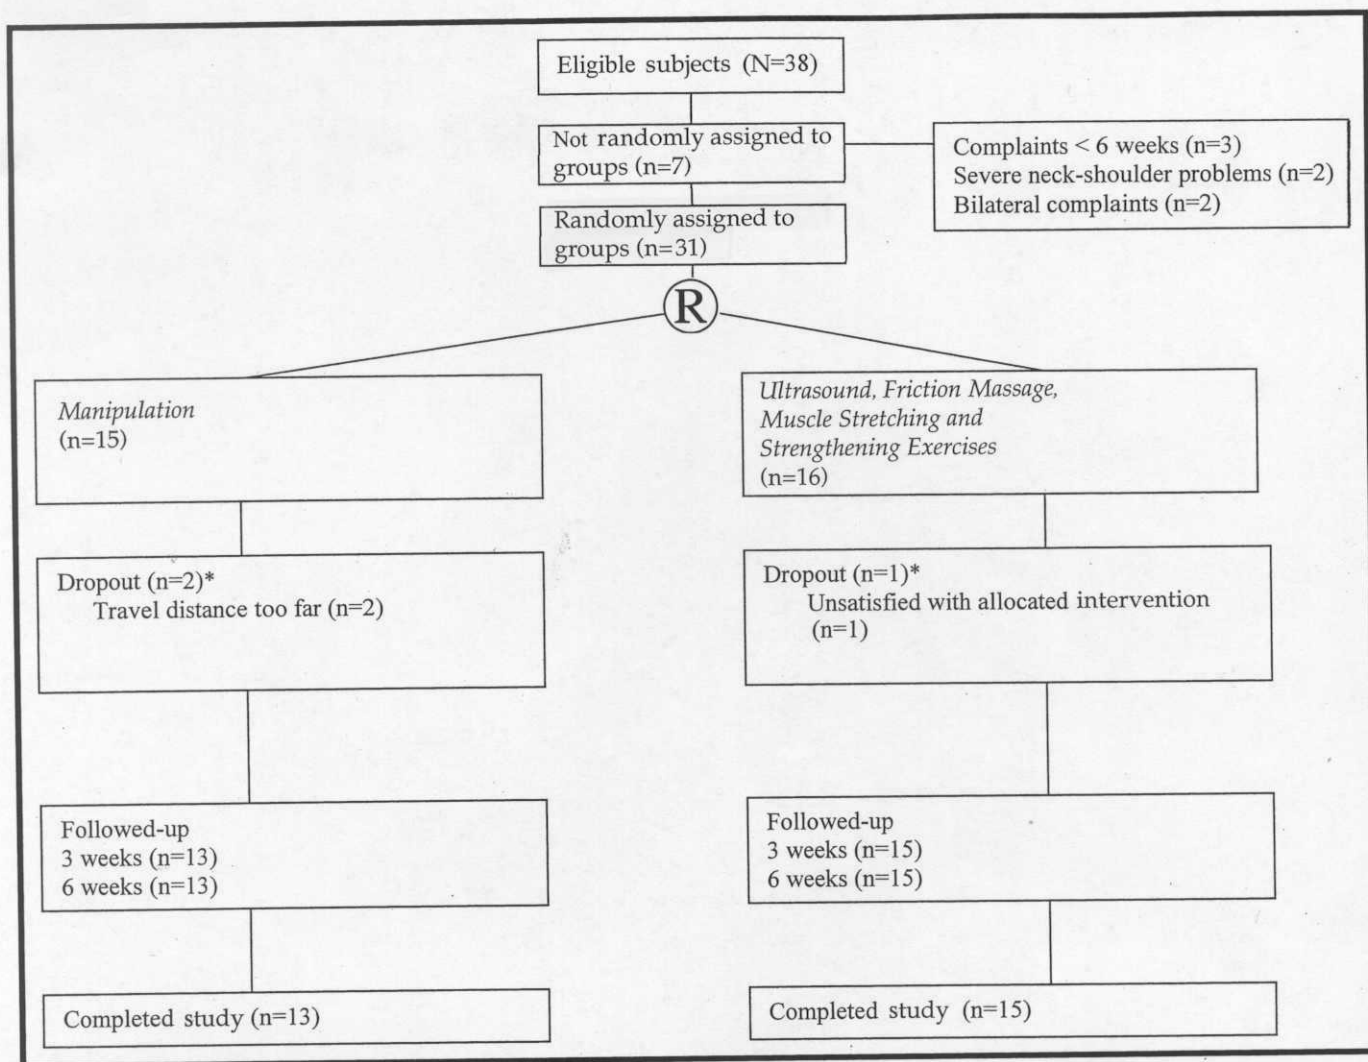 Eligible subjects (N=38)
Not randomly assigned to
groups (n=7)
Complaints < 6 weeks (n=3)
Severe neck-shoulder problems (n=2)
Bilateral complaints (n=2)
Randomly assigned to
groups (n=31)
R
Manipulation
(n=15)
Ultrasound, Friction Massage,
Muscle Stretching and
Strengthening Exercises
(n=16)
Dropout (n=2)*
Travel distance too far (n=2)
Dropout (n=1)*
Unsatisfied with allocated intervention
(n=1)
Followed-up
3 weeks (n=13)
6 weeks (n=13)
Followed-up
3 weeks (n=15)
6 weeks (n=15)
Completed study (n=13)
Completed study (n=15)